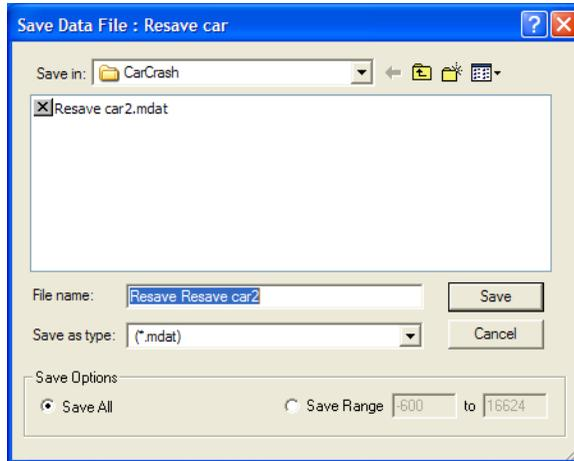 Save Data File : Resave car
Save in: CarCrash
Resave car2.mdat
File name: Resave Resave car2 Save
Save as type: (*.mdat) Cancel
Save Options
Save All Save Range -600 to 16624